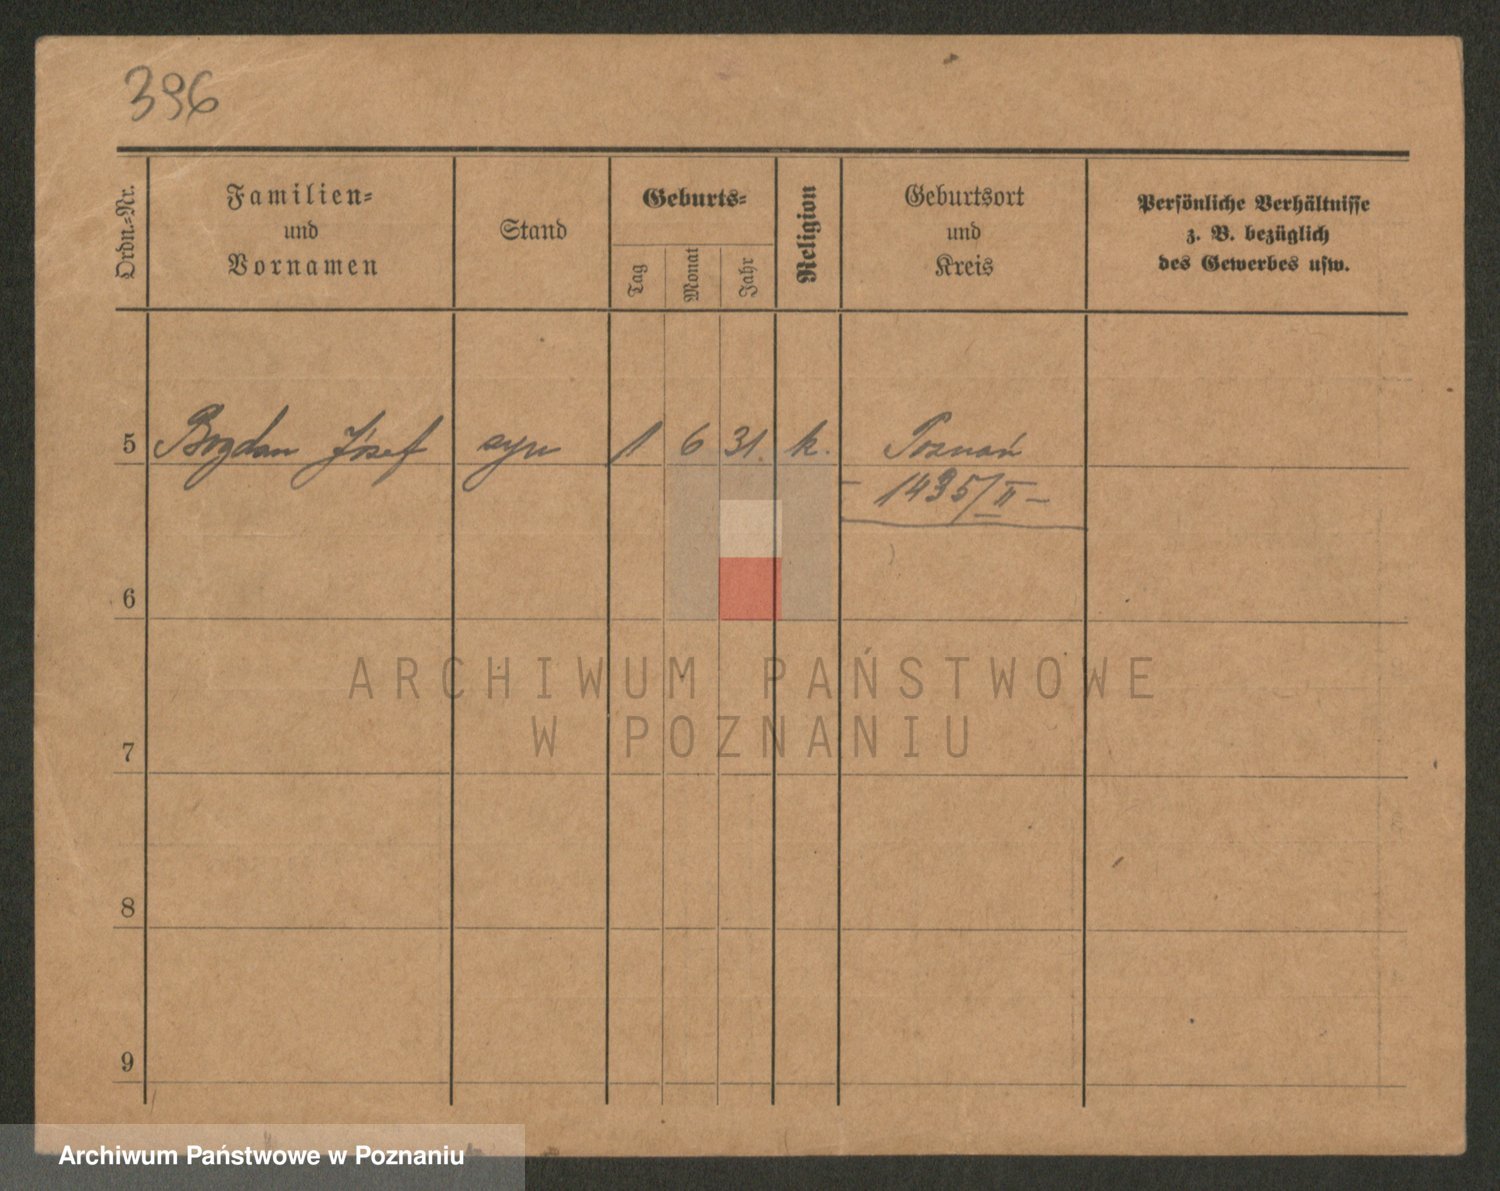 396
Ordn.-Nr.
Familien-
und
Vornamen
Stand
Geburts-
Tag
Monat
Jahr
Religion
Geburtsort
und
Kreis
Persönliche Verhältnisse
z. B. bezüglich
des Gewerbes usw.
5 Bogdan Józef syn 1 6 31. k. Poznań
- 1435/II -
6
ARCHIWUM PAŃSTWOWE
W POZNANIU
7
8
9
Archiwum Państwowe w Poznaniu